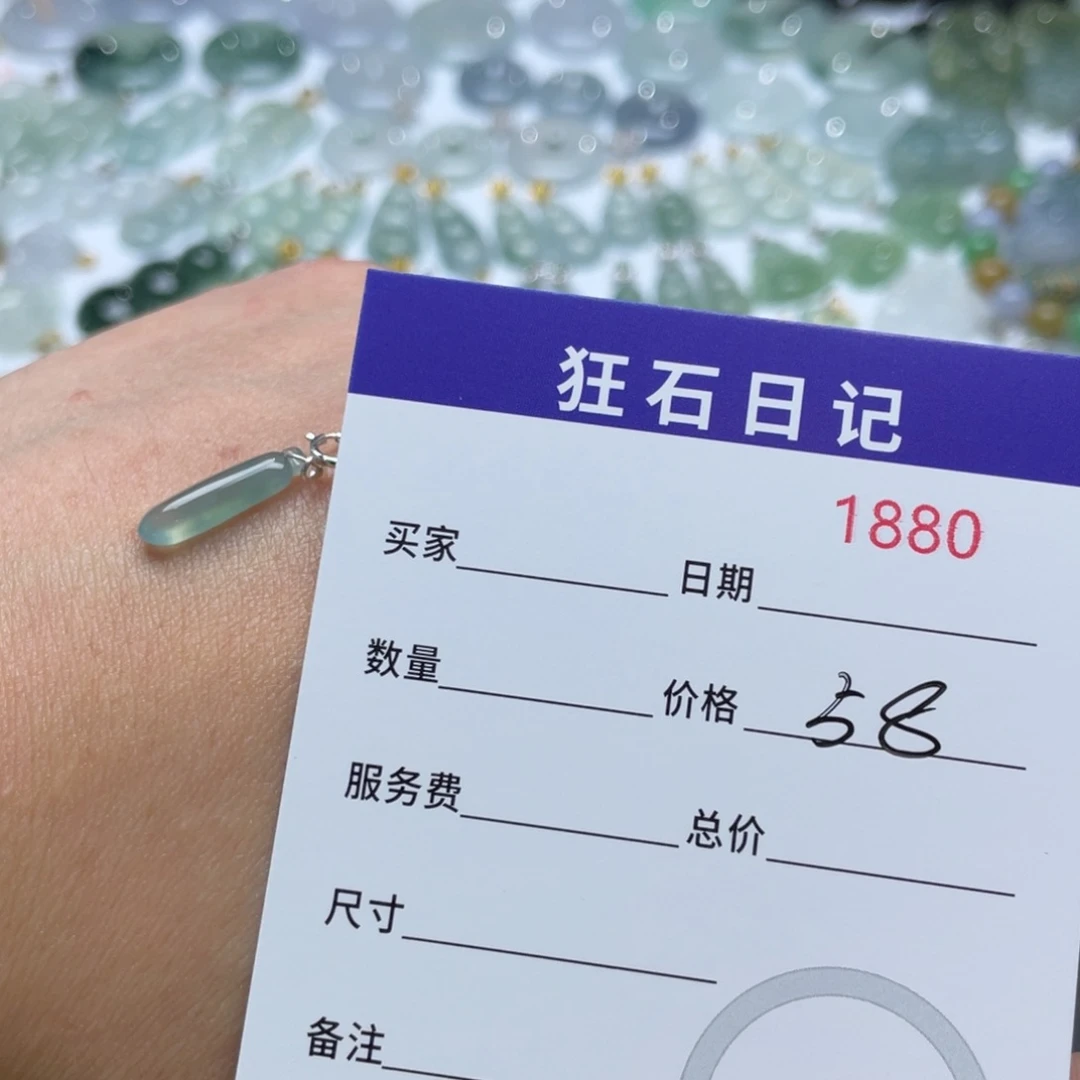 狂石日记
1880
买家 日期
数量 价格 58
服务费 总价
尺寸
备注